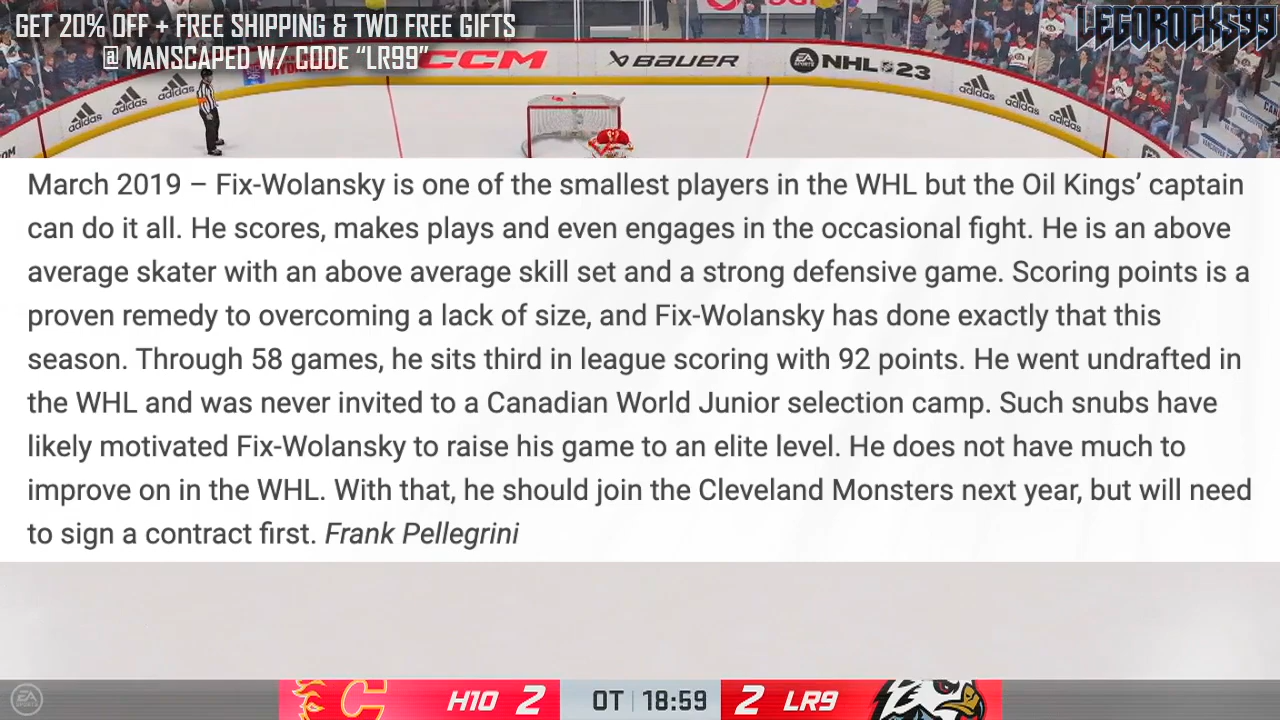 GET 20% OFF + FREE SHIPPING & TWO FREE GIFTS
@ MANSCAPED W/ CODE "LR99"
LEGOROCKS99
CCM
BAUER
EA SPORTS NHL 23
adidas adidas adidas
adidas adidas adidas
March 2019 – Fix-Wolansky is one of the smallest players in the WHL but the Oil Kings' captain
can do it all. He scores, makes plays and even engages in the occasional fight. He is an above
average skater with an above average skill set and a strong defensive game. Scoring points is a
proven remedy to overcoming a lack of size, and Fix-Wolansky has done exactly that this
season. Through 58 games, he sits third in league scoring with 92 points. He went undrafted in
the WHL and was never invited to a Canadian World Junior selection camp. Such snubs have
likely motivated Fix-Wolansky to raise his game to an elite level. He does not have much to
improve on in the WHL. With that, he should join the Cleveland Monsters next year, but will need
to sign a contract first. Frank Pellegrini
EA SPORTS
H10 2 OT 18:59 2 LR9